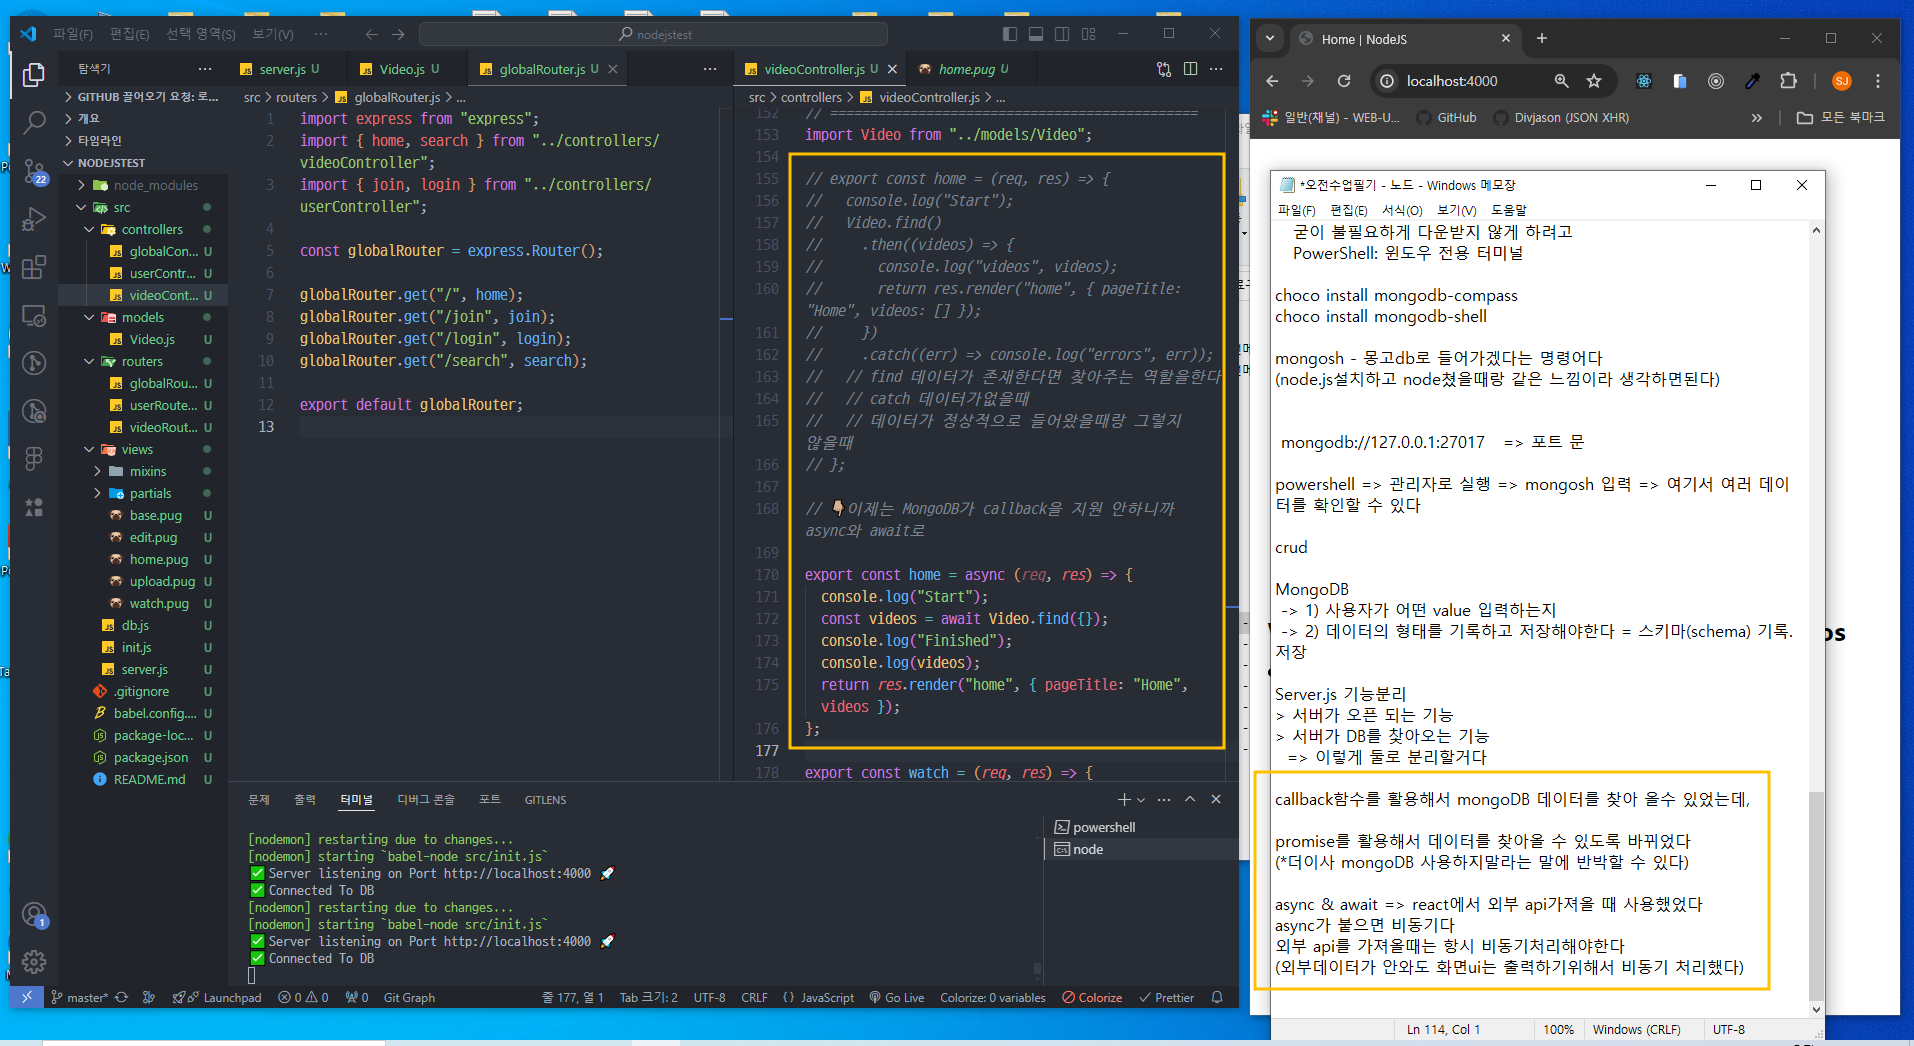 파일(F) 편집(E) 선택 영역(S) 보기(V) ··· nodejstest
탐색기 ···
GITHUB 끌어오기 요청: 로...
개요
타임라인
NODEJSTEST
node_modules
src
controllers
globalCon... U
userContr... U
videoCont... U
models
Video.js U
routers
globalRou... U
userRoute... U
videoRout... U
views
mixins
partials
base.pug U
edit.pug U
home.pug U
upload.pug U
watch.pug U
db.js U
init.js U
server.js U
.gitignore U
babel.config.... U
package-loc... U
package.json U
README.md U
22
1
server.js U Video.js U globalRouter.js U ···
src > routers > globalRouter.js > ...
1 import express from "express";
2 import { home, search } from "../controllers/
videoController";
3 import { join, login } from "../controllers/
userController";
4
5 const globalRouter = express.Router();
6
7 globalRouter.get("/", home);
8 globalRouter.get("/join", join);
9 globalRouter.get("/login", login);
10 globalRouter.get("/search", search);
11
12 export default globalRouter;
13
videoController.js U home.pug U ···
src > controllers > videoController.js > ...
152 // ==============================================
153 import Video from "../models/Video";
154
155 // export const home = (req, res) => {
156 //   console.log("Start");
157 //   Video.find()
158 //     .then((videos) => {
159 //       console.log("videos", videos);
160 //       return res.render("home", { pageTitle:
"Home", videos: [] });
161 //     })
162 //     .catch((err) => console.log("errors", err));
163 //   // find 데이터가 존재한다면 찾아주는 역할을한다
164 //   // catch 데이터가없을때
165 //   // 데이터가 정상적으로 들어왔을때랑 그렇지
않을때
166 // };
167
168 // 👇🏼이제는 MongoDB가 callback을 지원 안하니까
async와 await로
169
170 export const home = async (req, res) => {
171 console.log("Start");
172 const videos = await Video.find({});
173 console.log("Finished");
174 console.log(videos);
175 return res.render("home", { pageTitle: "Home",
videos });
176 };
177
178 export const watch = (req, res) => {
문제 출력 터미널 디버그 콘솔 포트 GITLENS
[nodemon] restarting due to changes...
[nodemon] starting `babel-node src/init.js`
✅ Server listening on Port http://localhost:4000 🚀
✅ Connected To DB
[nodemon] restarting due to changes...
[nodemon] starting `babel-node src/init.js`
✅ Server listening on Port http://localhost:4000 🚀
✅ Connected To DB
powershell
node
master* Launchpad 0 0 0 Git Graph 줄 177, 열 1 Tab 크기: 2 UTF-8 CRLF {} JavaScript Go Live Colorize: 0 variables Colorize Prettier
Home | NodeJS
localhost:4000
SJ
일반(채널) - WEB-U... GitHub Divjason (JSON XHR) » 모든 북마크
*오전수업필기 - 노드 - Windows 메모장
파일(F) 편집(E) 서식(O) 보기(V) 도움말
굳이 불필요하게 다운받지 않게 하려고
PowerShell: 윈도우 전용 터미널
choco install mongodb-compass
choco install mongodb-shell
mongosh - 몽고db로 들어가겠다는 명령어다
(node.js설치하고 node쳤을때랑 같은 느낌이라 생각하면된다)
mongodb://127.0.0.1:27017 => 포트 문
powershell => 관리자로 실행 => mongosh 입력 => 여기서 여러 데이
터를 확인할 수 있다
crud
MongoDB
-> 1) 사용자가 어떤 value 입력하는지
-> 2) 데이터의 형태를 기록하고 저장해야한다 = 스키마(schema) 기록.
저장
Server.js 기능분리
> 서버가 오픈 되는 기능
> 서버가 DB를 찾아오는 기능
=> 이렇게 둘로 분리할거다
callback함수를 활용해서 mongoDB 데이터를 찾아 올수 있었는데,
promise를 활용해서 데이터를 찾아올 수 있도록 바뀌었다
(*더이사 mongoDB 사용하지말라는 말에 반박할 수 있다)
async & await => react에서 외부 api가져올 때 사용했었다
async가 붙으면 비동기다
외부 api를 가져올때는 항시 비동기처리해야한다
(외부데이터가 안와도 화면ui는 출력하기위해서 비동기 처리했다)
Ln 114, Col 1 100% Windows (CRLF) UTF-8
os